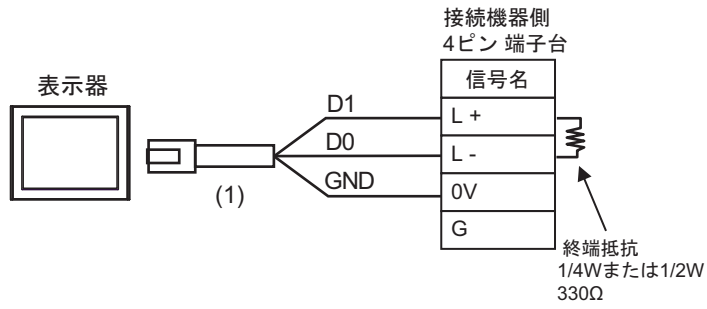 接続機器側
4ピン 端子台
表示器
信号名
D1
L +
D0
L -
(1)
GND
0V
G
終端抵抗
1/4Wまたは1/2W
330Ω